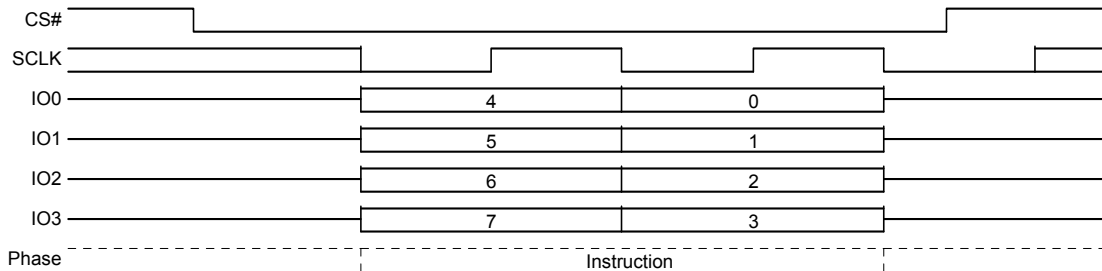 CS#
SCLK
IO0 4 0
IO1 5 1
IO2 6 2
IO3 7 3
Phase Instruction